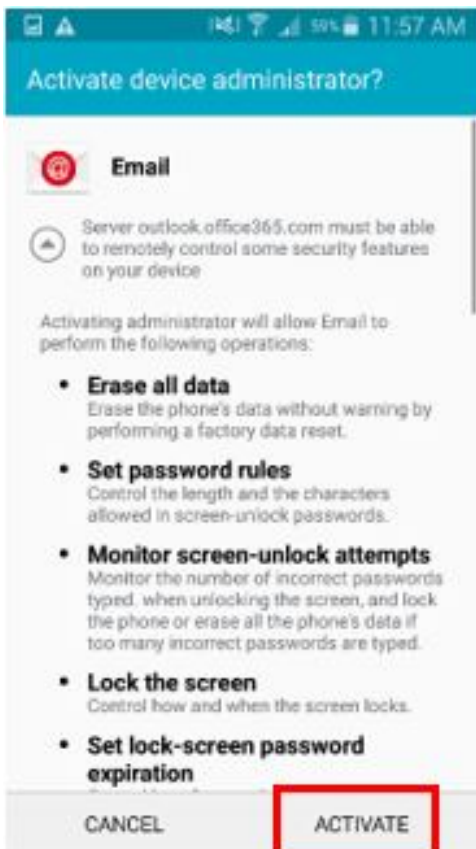 59% 11:57 AM
Activate device administrator?
@ Email
Server outlook.office365.com must be able
to remotely control some security features
on your device
Activating administrator will allow Email to
perform the following operations:
• Erase all data
Erase the phone's data without warning by
performing a factory data reset.
• Set password rules
Control the length and the characters
allowed in screen-unlock passwords.
• Monitor screen-unlock attempts
Monitor the number of incorrect passwords
typed. when unlocking the screen, and lock
the phone or erase all the phone's data if
too many incorrect passwords are typed.
• Lock the screen
Control how and when the screen locks.
• Set lock-screen password
expiration
CANCEL ACTIVATE